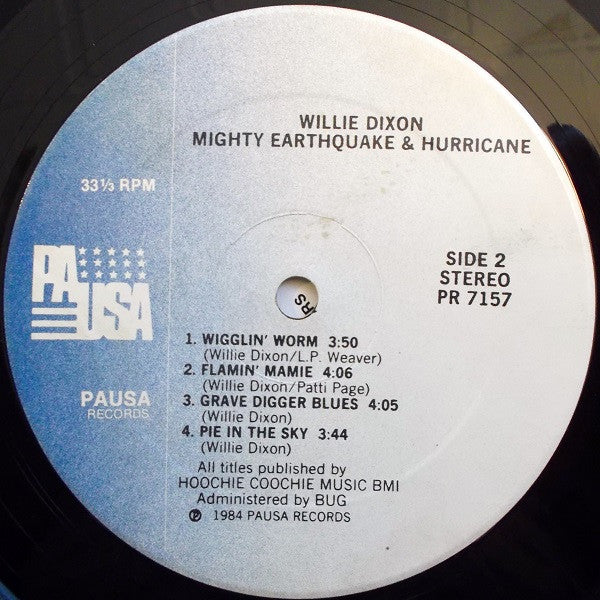 WILLIE DIXON
MIGHTY EARTHQUAKE & HURRICANE
33⅓ RPM
PAUSA
SIDE 2
STEREO
PR 7157
RS
PAUSA
RECORDS
1. WIGGLIN' WORM 3:50
(Willie Dixon/L.P. Weaver)
2. FLAMIN' MAMIE 4:06
(Willie Dixon/Patti Page)
3. GRAVE DIGGER BLUES 4:05
(Willie Dixon)
4. PIE IN THE SKY 3:44
(Willie Dixon)
All titles published by
HOOCHIE COOCHIE MUSIC BMI
Administered by BUG
℗ 1984 PAUSA RECORDS